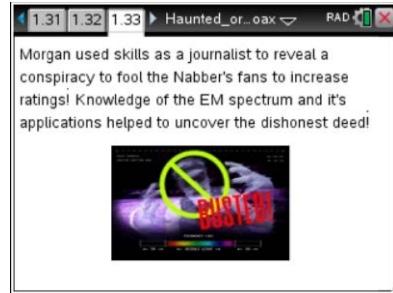 1.31 1.32 1.33 Haunted_or...oax RAD
Morgan used skills as a journalist to reveal a
conspiracy to fool the Nabber's fans to increase
ratings! Knowledge of the EM spectrum and it's
applications helped to uncover the dishonest deed!
BUSTED!